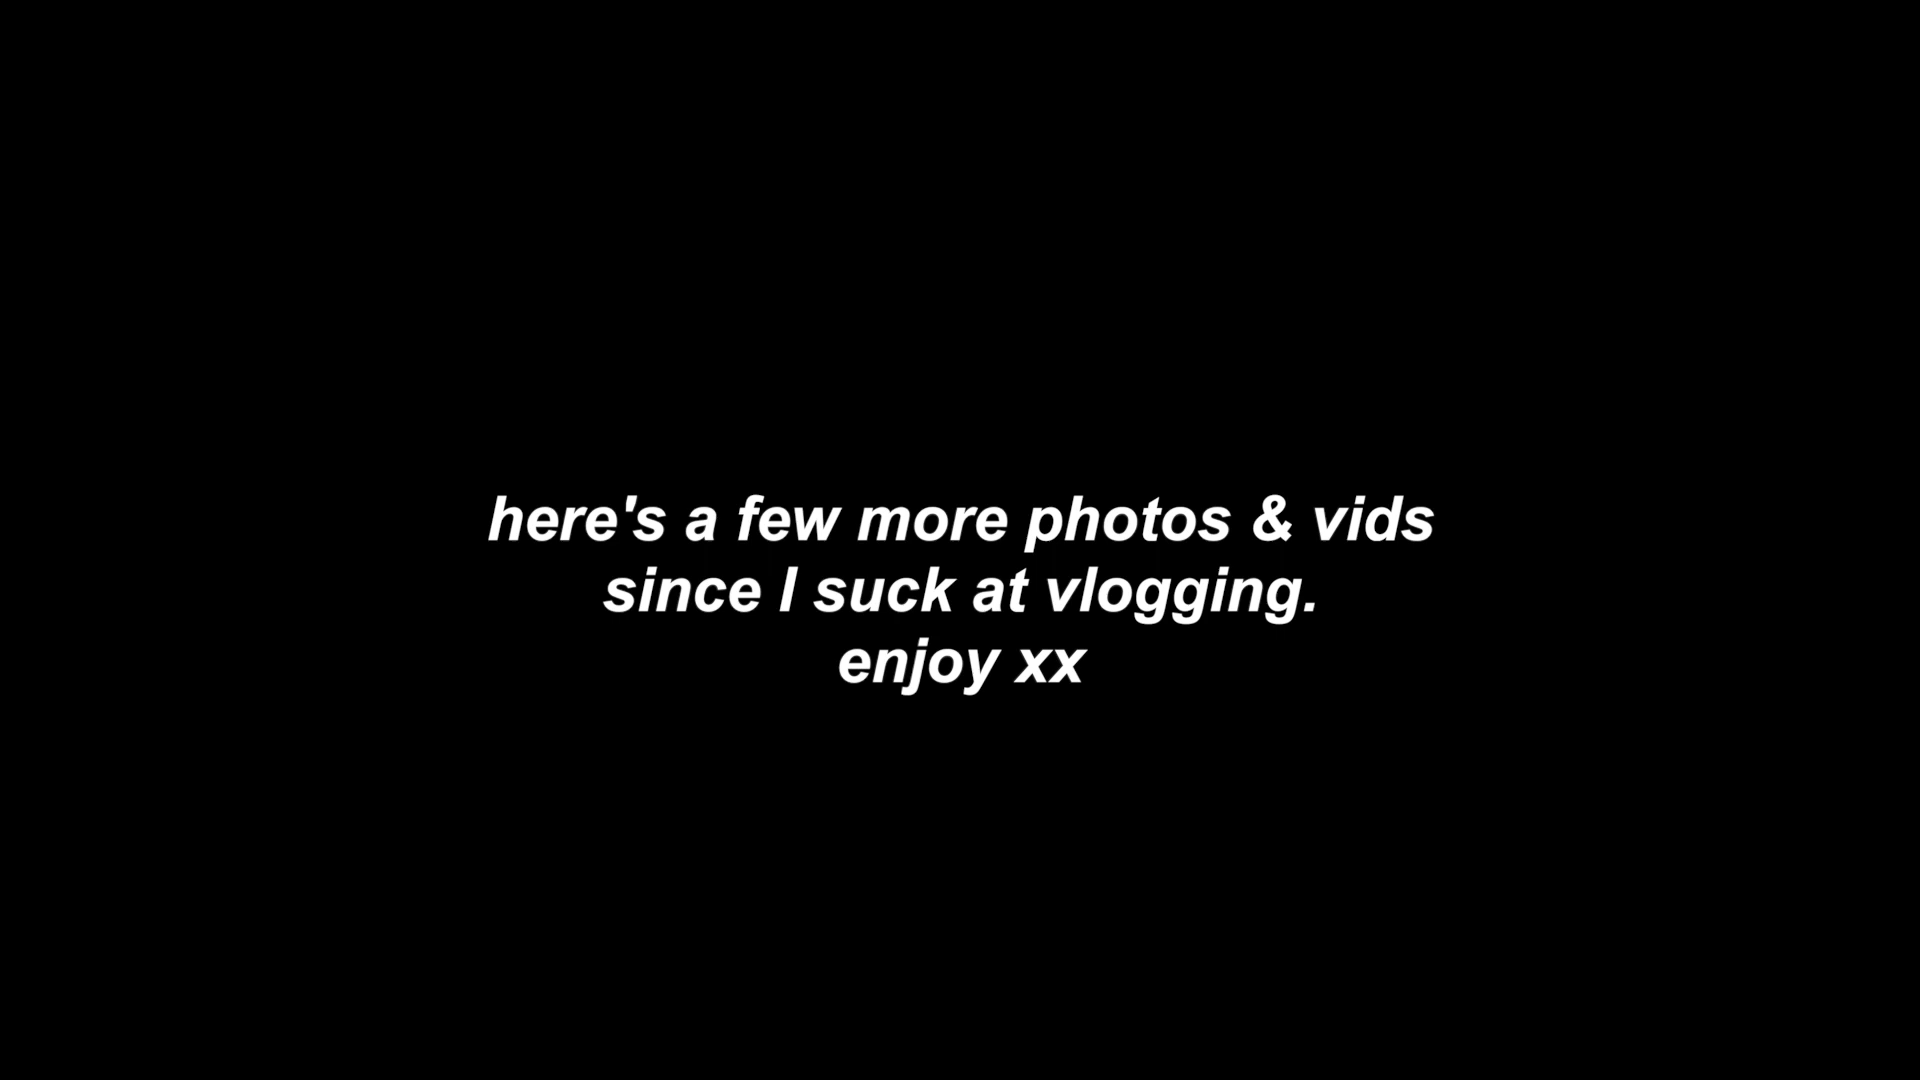 here's a few more photos & vids
since I suck at vlogging.
enjoy xx